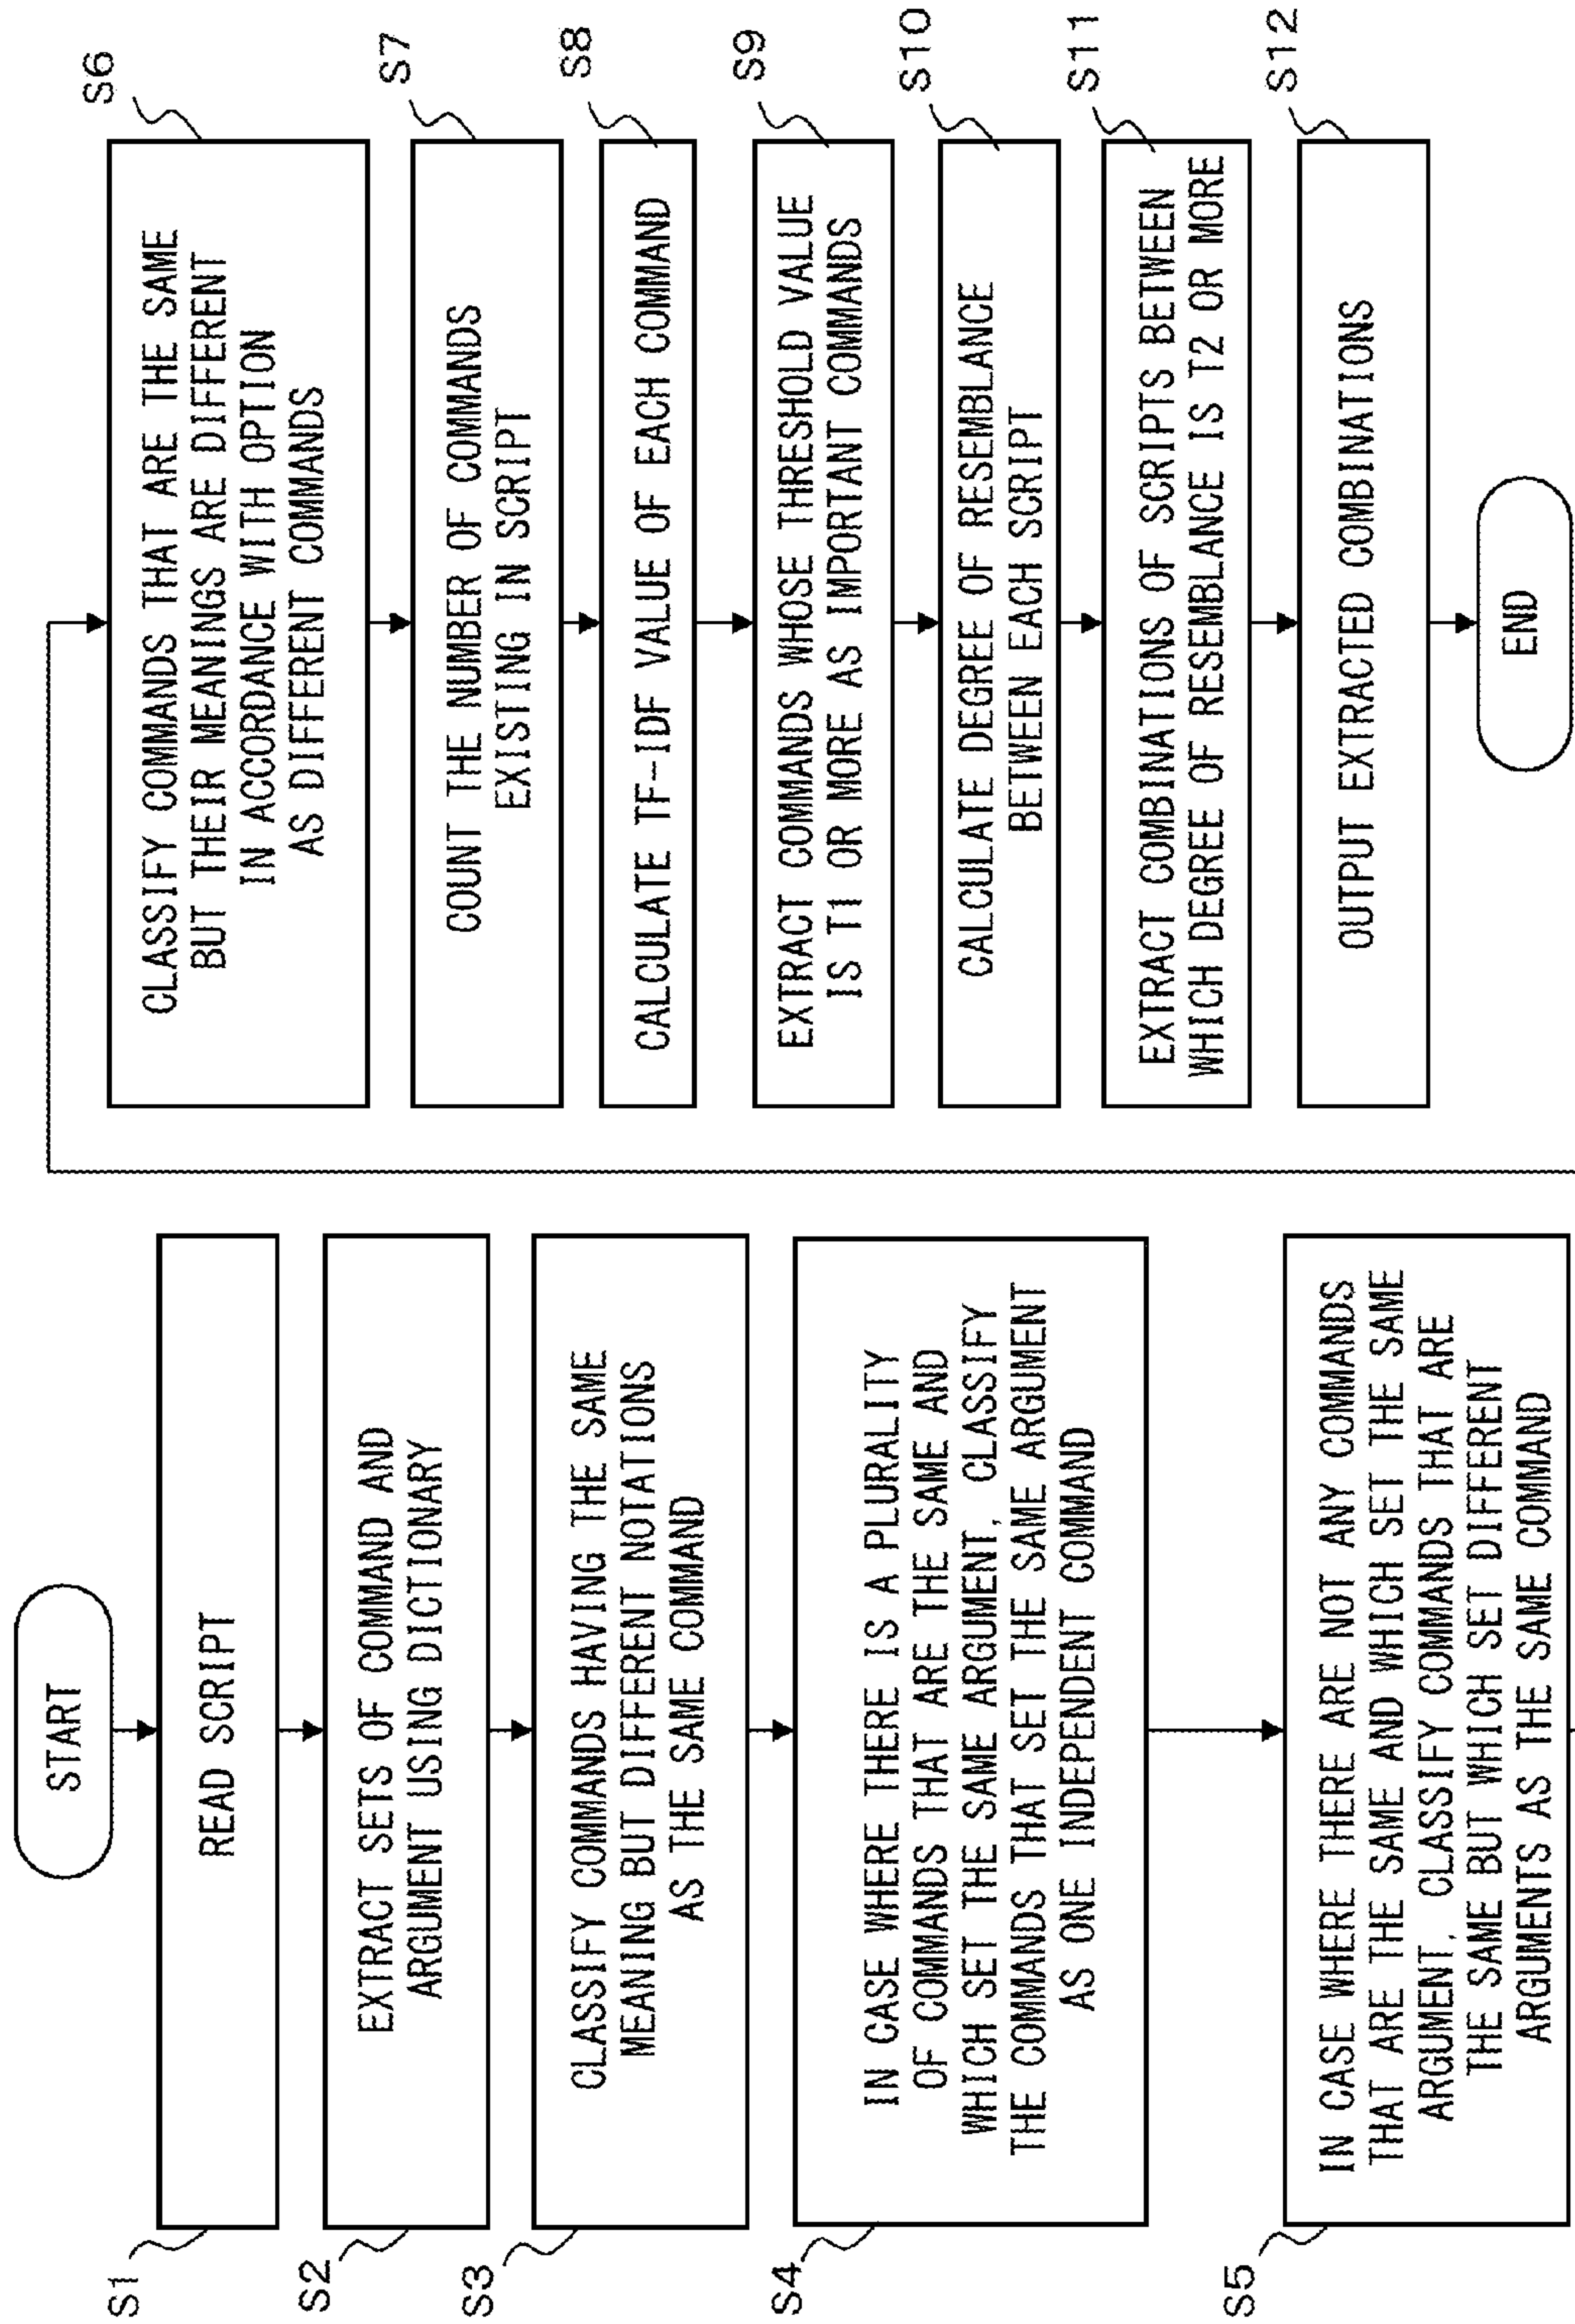 START
S1
READ SCRIPT
S2
EXTRACT SETS OF COMMAND AND
ARGUMENT USING DICTIONARY
S3
CLASSIFY COMMANDS HAVING THE SAME
MEANING BUT DIFFERENT NOTATIONS
AS THE SAME COMMAND
S4
IN CASE WHERE THERE IS A PLURALITY
OF COMMANDS THAT ARE THE SAME AND
WHICH SET THE SAME ARGUMENT, CLASSIFY
THE COMMANDS THAT SET THE SAME ARGUMENT
AS ONE INDEPENDENT COMMAND
S5
IN CASE WHERE THERE ARE NOT ANY COMMANDS
THAT ARE THE SAME AND WHICH SET THE SAME
ARGUMENT, CLASSIFY COMMANDS THAT ARE
THE SAME BUT WHICH SET DIFFERENT
ARGUMENTS AS THE SAME COMMAND
S6
CLASSIFY COMMANDS THAT ARE THE SAME
BUT THEIR MEANINGS ARE DIFFERENT
IN ACCORDANCE WITH OPTION
AS DIFFERENT COMMANDS
S7
COUNT THE NUMBER OF COMMANDS
EXISTING IN SCRIPT
S8
CALCULATE TF-IDF VALUE OF EACH COMMAND
S9
EXTRACT COMMANDS WHOSE THRESHOLD VALUE
IS T1 OR MORE AS IMPORTANT COMMANDS
S10
CALCULATE DEGREE OF RESEMBLANCE
BETWEEN EACH SCRIPT
S11
EXTRACT COMBINATIONS OF SCRIPTS BETWEEN
WHICH DEGREE OF RESEMBLANCE IS T2 OR MORE
S12
OUTPUT EXTRACTED COMBINATIONS
END